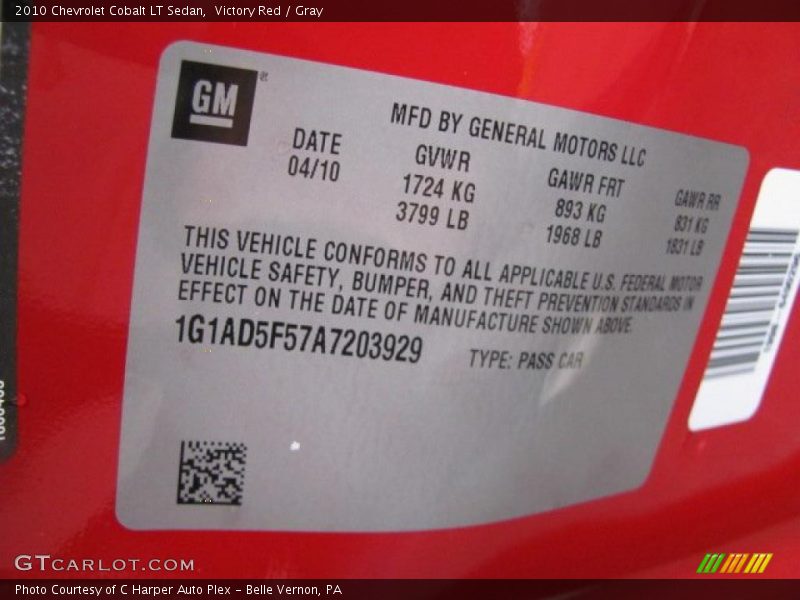 2010 Chevrolet Cobalt LT Sedan, Victory Red / Gray
GM®
MFD BY GENERAL MOTORS LLC
DATE
04/10
GVWR
1724 KG
3799 LB
GAWR FRT
893 KG
1968 LB
GAWR RR
831 KG
1831 LB
THIS VEHICLE CONFORMS TO ALL APPLICABLE U.S. FEDERAL MOTOR
VEHICLE SAFETY, BUMPER, AND THEFT PREVENTION STANDARDS IN
EFFECT ON THE DATE OF MANUFACTURE SHOWN ABOVE.
1G1AD5F57A7203929
TYPE: PASS CAR
GTCARLOT.COM
Photo Courtesy of C Harper Auto Plex - Belle Vernon, PA